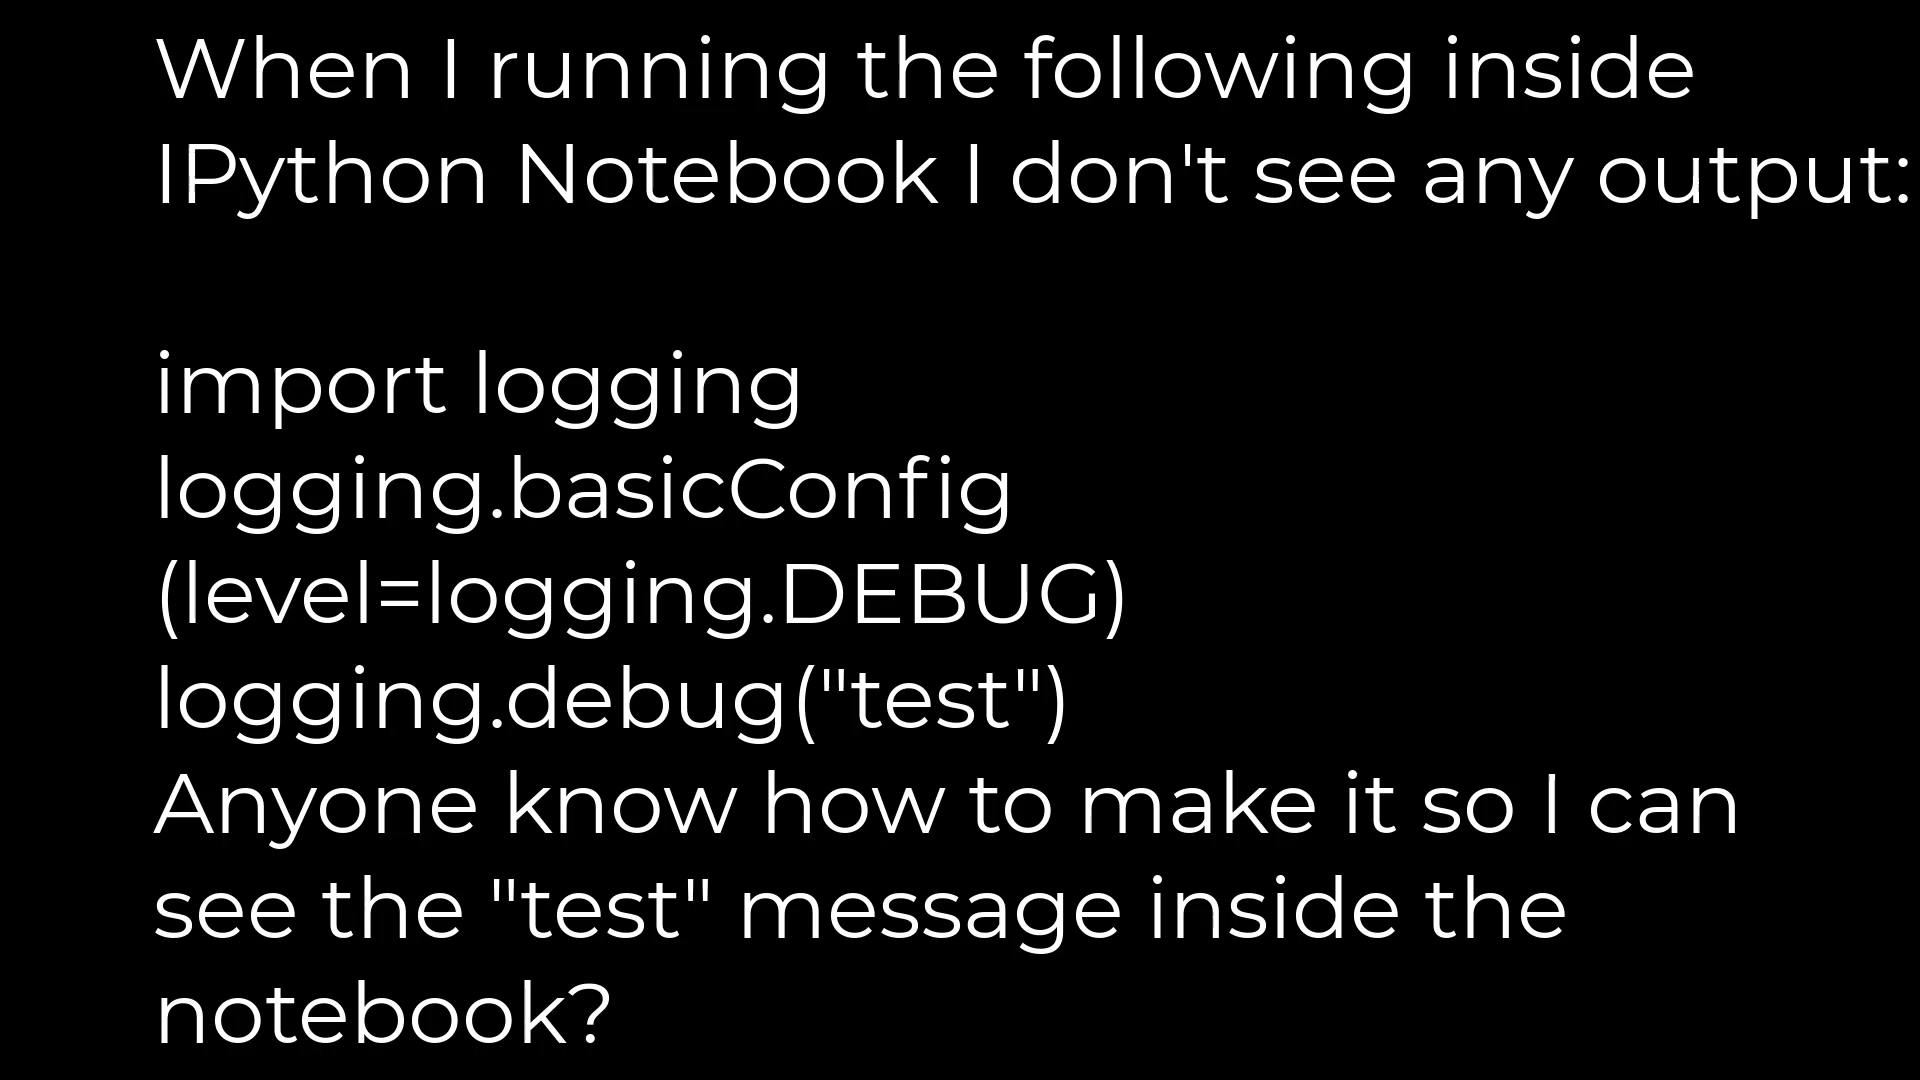 When I running the following inside
IPython Notebook I don't see any output:
import logging
logging.basicConfig
(level=logging.DEBUG)
logging.debug("test")
Anyone know how to make it so I can
see the "test" message inside the
notebook?